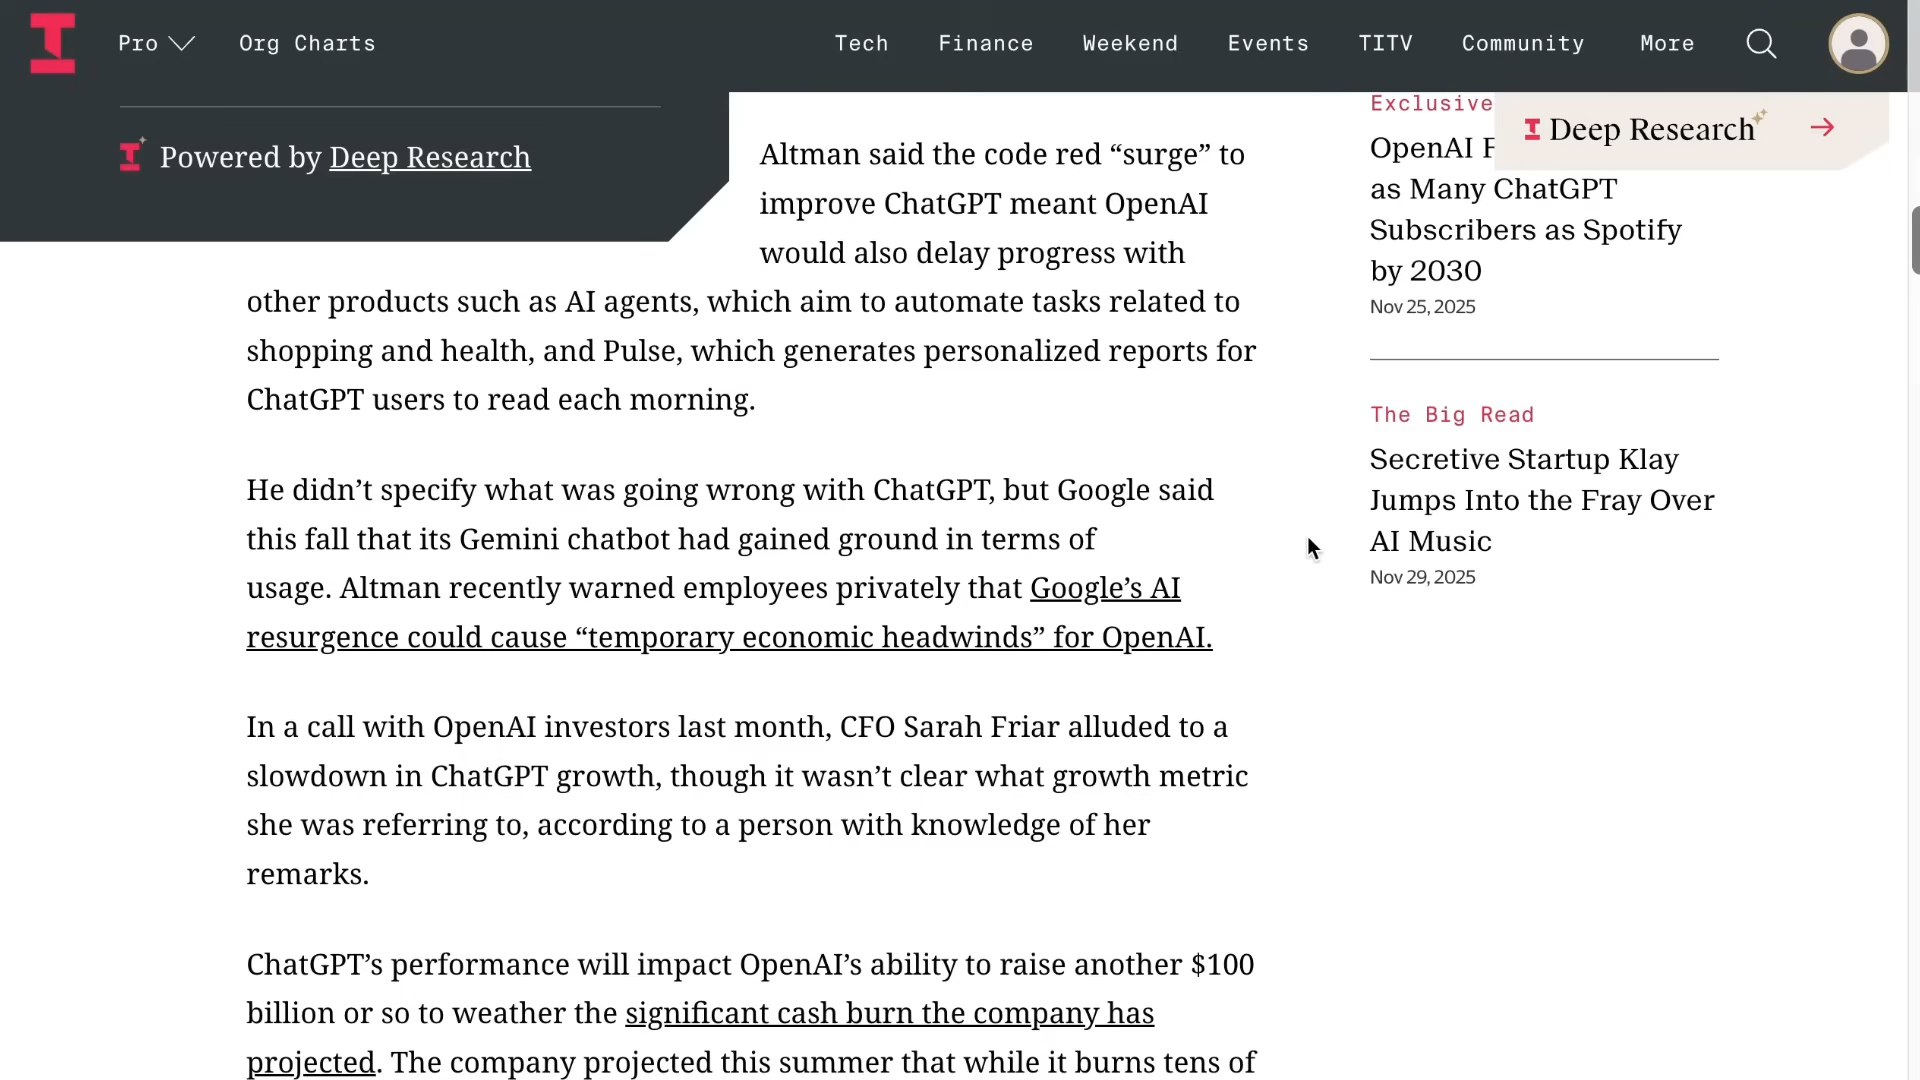 Pro
Org Charts
Tech
Finance
Weekend
Events
TITV
Community
More
Powered by Deep Research
Altman said the code red “surge” to
improve ChatGPT meant OpenAI
would also delay progress with
other products such as AI agents, which aim to automate tasks related to
shopping and health, and Pulse, which generates personalized reports for
ChatGPT users to read each morning.
He didn’t specify what was going wrong with ChatGPT, but Google said
this fall that its Gemini chatbot had gained ground in terms of
usage. Altman recently warned employees privately that Google’s AI
resurgence could cause “temporary economic headwinds” for OpenAI.
In a call with OpenAI investors last month, CFO Sarah Friar alluded to a
slowdown in ChatGPT growth, though it wasn’t clear what growth metric
she was referring to, according to a person with knowledge of her
remarks.
ChatGPT’s performance will impact OpenAI’s ability to raise another $100
billion or so to weather the significant cash burn the company has
projected. The company projected this summer that while it burns tens of
Exclusive
Deep Research
OpenAI
as Many ChatGPT
Subscribers as Spotify
by 2030
Nov 25, 2025
The Big Read
Secretive Startup Klay
Jumps Into the Fray Over
AI Music
Nov 29, 2025